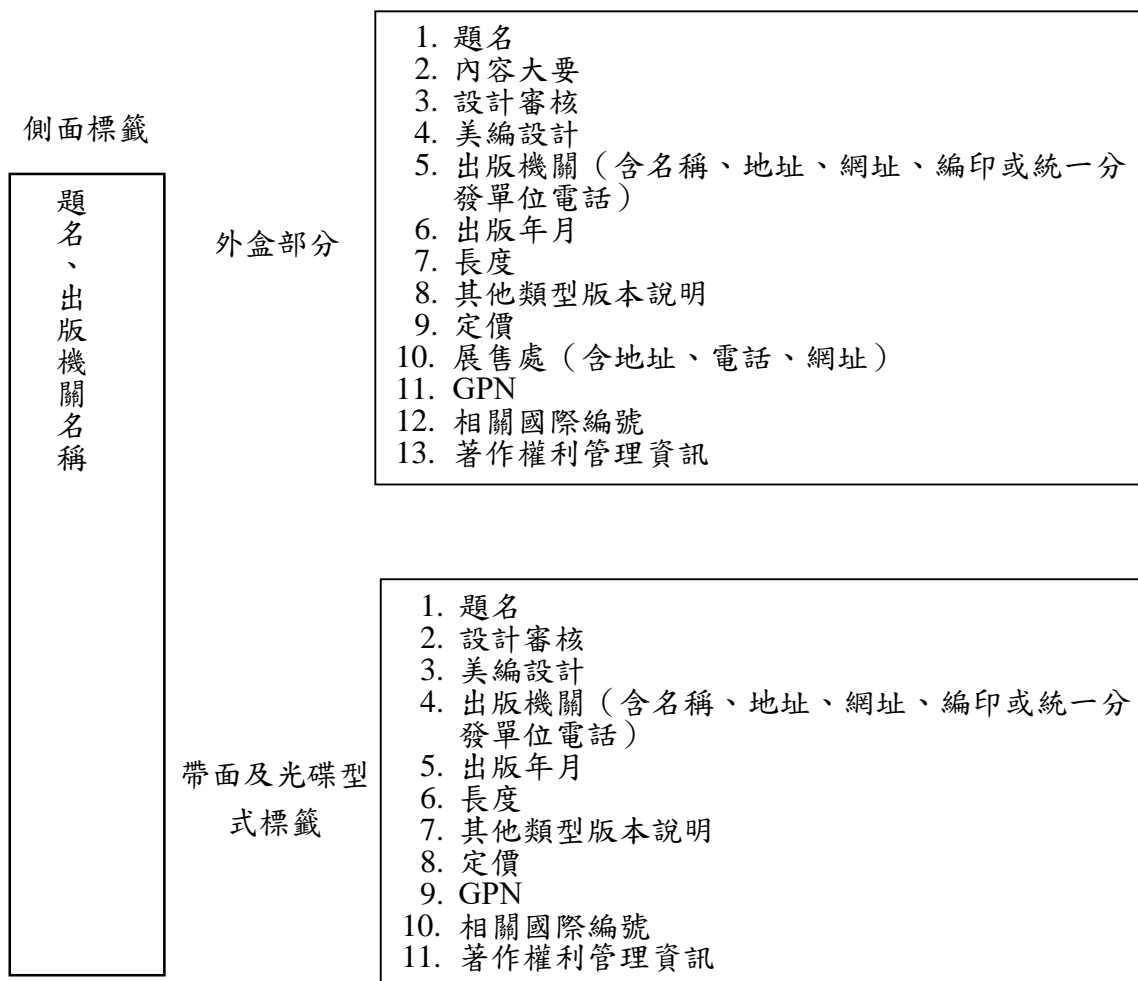 側面標籤
題名、出版機關名稱
外盒部分
1. 題名
2. 內容大要
3. 設計審核
4. 美編設計
5. 出版機關（含名稱、地址、網址、編印或統一分
發單位電話）
6. 出版年月
7. 長度
8. 其他類型版本說明
9. 定價
10. 展售處（含地址、電話、網址）
11. GPN
12. 相關國際編號
13. 著作權利管理資訊
帶面及光碟型
式標籤
1. 題名
2. 設計審核
3. 美編設計
4. 出版機關（含名稱、地址、網址、編印或統一分
發單位電話）
5. 出版年月
6. 長度
7. 其他類型版本說明
8. 定價
9. GPN
10. 相關國際編號
11. 著作權利管理資訊